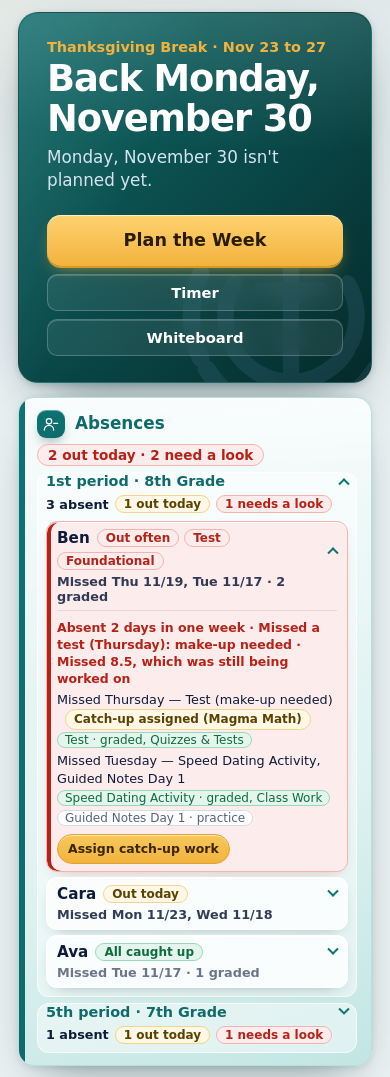 Thanksgiving Break · Nov 23 to 27
Back Monday,
November 30
Monday, November 30 isn't
planned yet.
Plan the Week
Timer
Whiteboard
Absences
2 out today · 2 need a look
1st period · 8th Grade
3 absent 1 out today 1 needs a look
Ben Out often Test
Foundational
Missed Thu 11/19, Tue 11/17 · 2
graded
Absent 2 days in one week · Missed a
test (Thursday): make-up needed ·
Missed 8.5, which was still being
worked on
Missed Thursday — Test (make-up needed)
Catch-up assigned (Magma Math)
Test · graded, Quizzes & Tests
Missed Tuesday — Speed Dating Activity,
Guided Notes Day 1
Speed Dating Activity · graded, Class Work
Guided Notes Day 1 · practice
Assign catch-up work
Cara Out today
Missed Mon 11/23, Wed 11/18
Ava All caught up
Missed Tue 11/17 · 1 graded
5th period · 7th Grade
1 absent 1 out today 1 needs a look